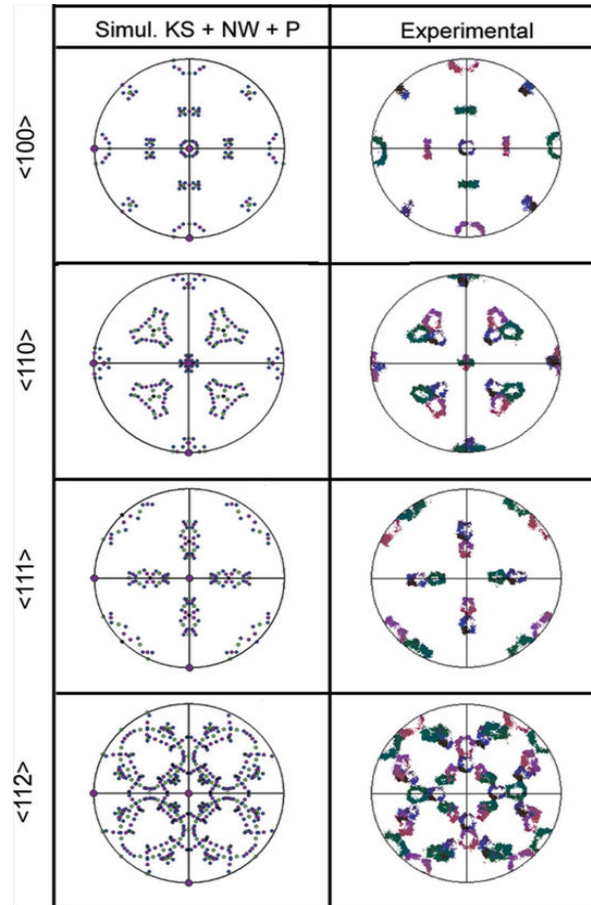 Simul. KS + NW + P
Experimental
<100>
<110>
<111>
<112>